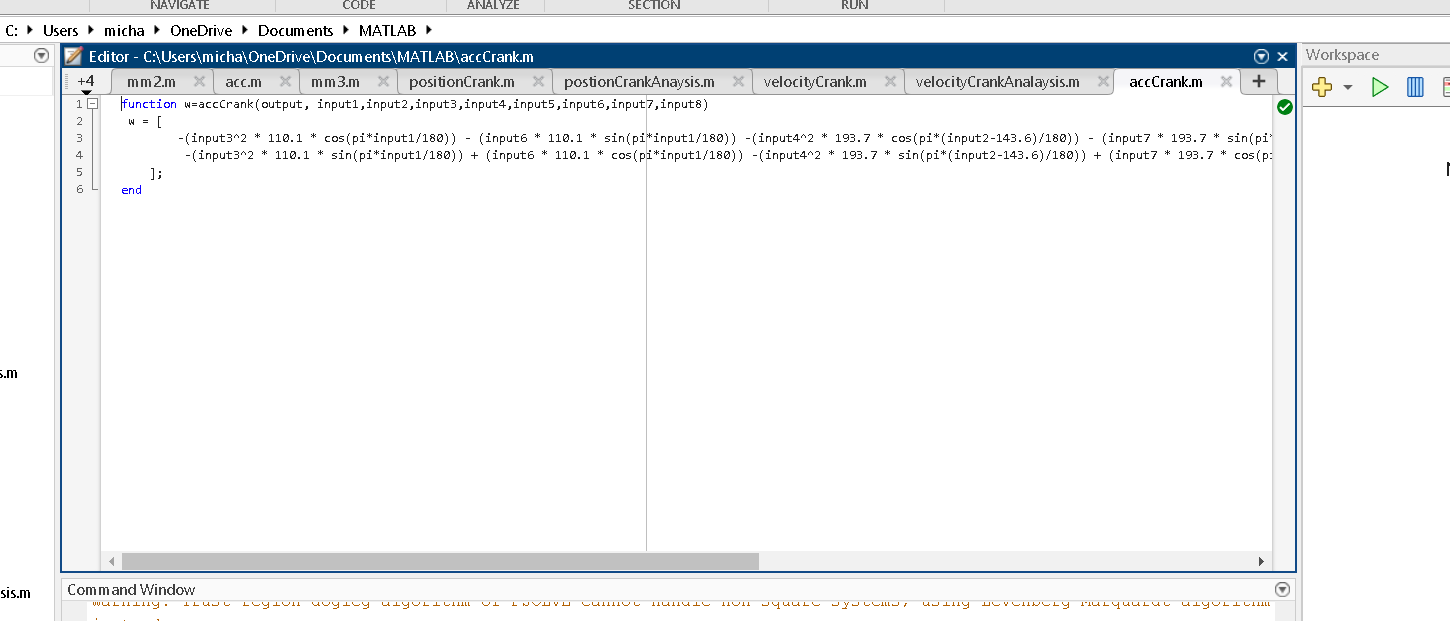 NAVIGATE CODE ANALYZE SECTION RUN
C: Users micha OneDrive Documents MATLAB
Editor - C:\Users\micha\OneDrive\Documents\MATLAB\accCrank.m
Workspace
+4 mm2.m acc.m mm3.m positionCrank.m postionCrankAnaysis.m velocityCrank.m velocityCrankAnalaysis.m accCrank.m +
1 function w=accCrank(output, input1,input2,input3,input4,input5,input6,input7,input8)
2 w = [
3 -(input3^2 * 110.1 * cos(pi*input1/180)) - (input6 * 110.1 * sin(pi*input1/180)) -(input4^2 * 193.7 * cos(pi*(input2-143.6)/180)) - (input7 * 193.7 * sin(pi*
4 -(input3^2 * 110.1 * sin(pi*input1/180)) + (input6 * 110.1 * cos(pi*input1/180)) -(input4^2 * 193.7 * sin(pi*(input2-143.6)/180)) + (input7 * 193.7 * cos(pi
5 ];
6 end
s.m
sis.m
Command Window
Warning: Trust-region-dogleg algorithm of FSOLVE cannot handle non-square systems; using Levenberg-Marquardt algorithm